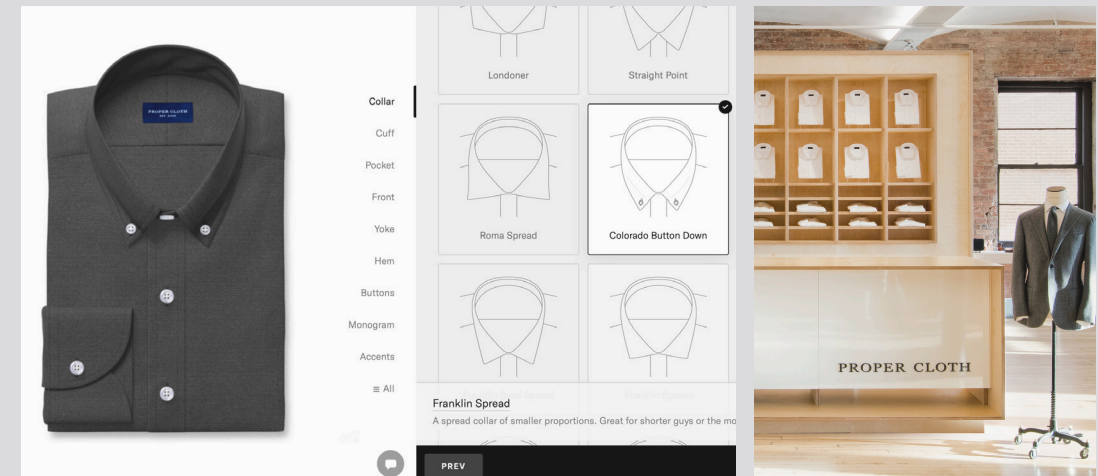 PROPER CLOTH
Collar
Cuff
Pocket
Front
Yoke
Hem
Buttons
Monogram
Accents
≡ All
Londoner
Straight Point
Roma Spread
Colorado Button Down
Franklin Spread
A spread collar of smaller proportions. Great for shorter guys or the mo
PREV
PROPER CLOTH